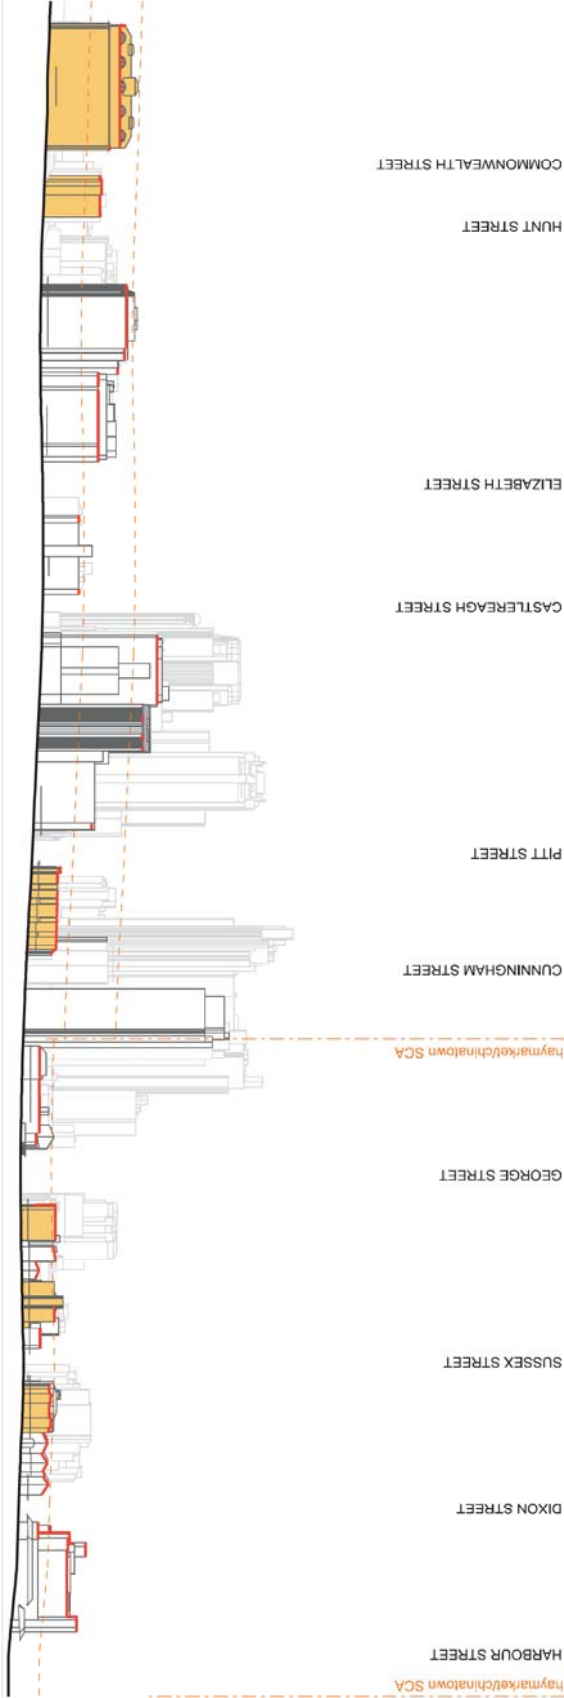 haymarket/chinatown SCA
HARBOUR STREET
DIXON STREET
SUSSEX STREET
GEORGE STREET
haymarket/chinatown SCA
CUNNINGHAM STREET
PITT STREET
CASTLEREAGH STREET
ELIZABETH STREET
HUNT STREET
COMMONWEALTH STREET